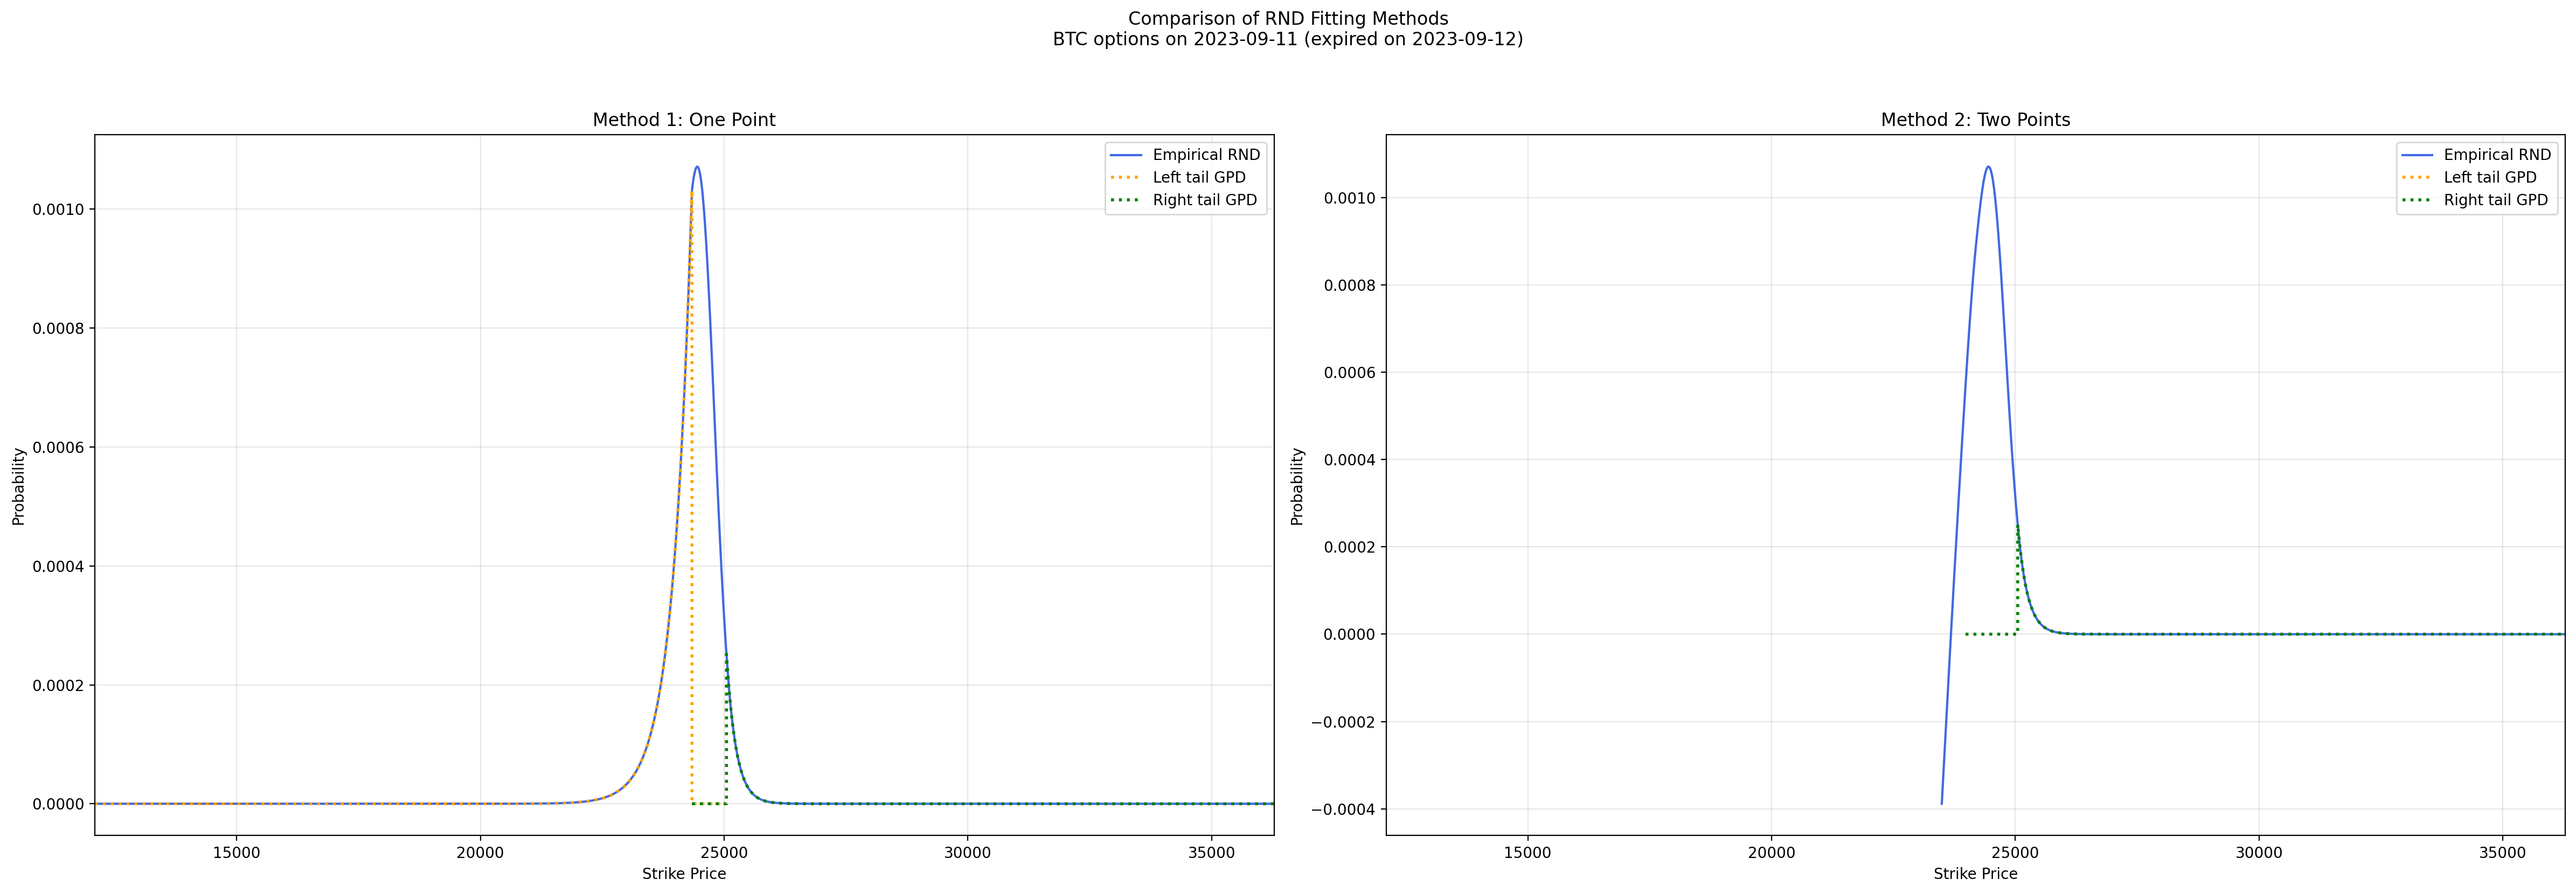 Comparison of RND Fitting Methods
BTC options on 2023-09-11 (expired on 2023-09-12)
Method 1: One Point
Empirical RND
Left tail GPD
Right tail GPD
0.0010
0.0008
0.0006
0.0004
0.0002
0.0000
Probability
15000
20000
25000
30000
35000
Strike Price
Method 2: Two Points
Empirical RND
Left tail GPD
Right tail GPD
0.0010
0.0008
0.0006
0.0004
0.0002
0.0000
−0.0002
−0.0004
Probability
15000
20000
25000
30000
35000
Strike Price